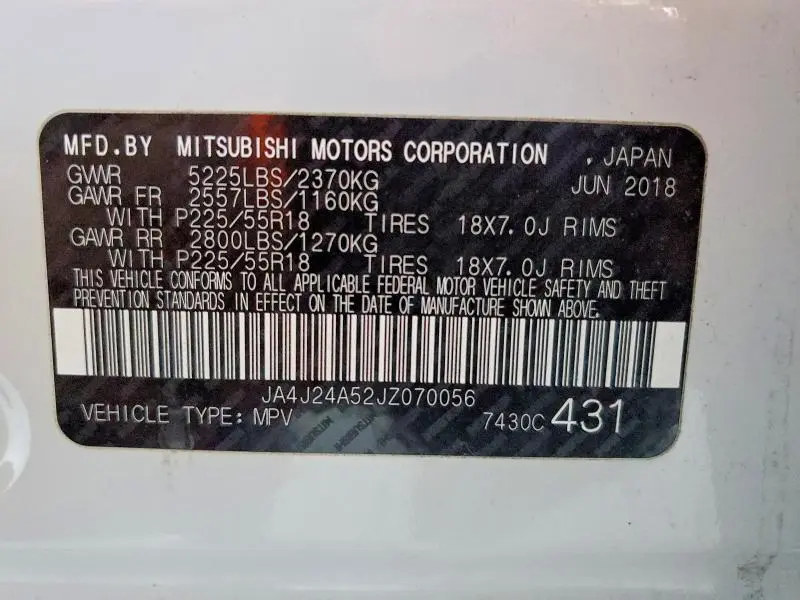 MFD.BY MITSUBISHI MOTORS CORPORATION , JAPAN
GVWR 5225LBS/2370KG JUN 2018
GAWR FR 2557LBS/1160KG
WITH P225/55R18 TIRES 18X7.0J RIMS
GAWR RR 2800LBS/1270KG
WITH P225/55R18 TIRES 18X7.0J RIMS
THIS VEHICLE CONFORMS TO ALL APPLICABLE FEDERAL MOTOR VEHICLE SAFETY AND THEFT
PREVENTION STANDARDS IN EFFECT ON THE DATE OF MANUFACTURE SHOWN ABOVE.
JA4J24A52JZ070056
VEHICLE TYPE: MPV 7430C 431